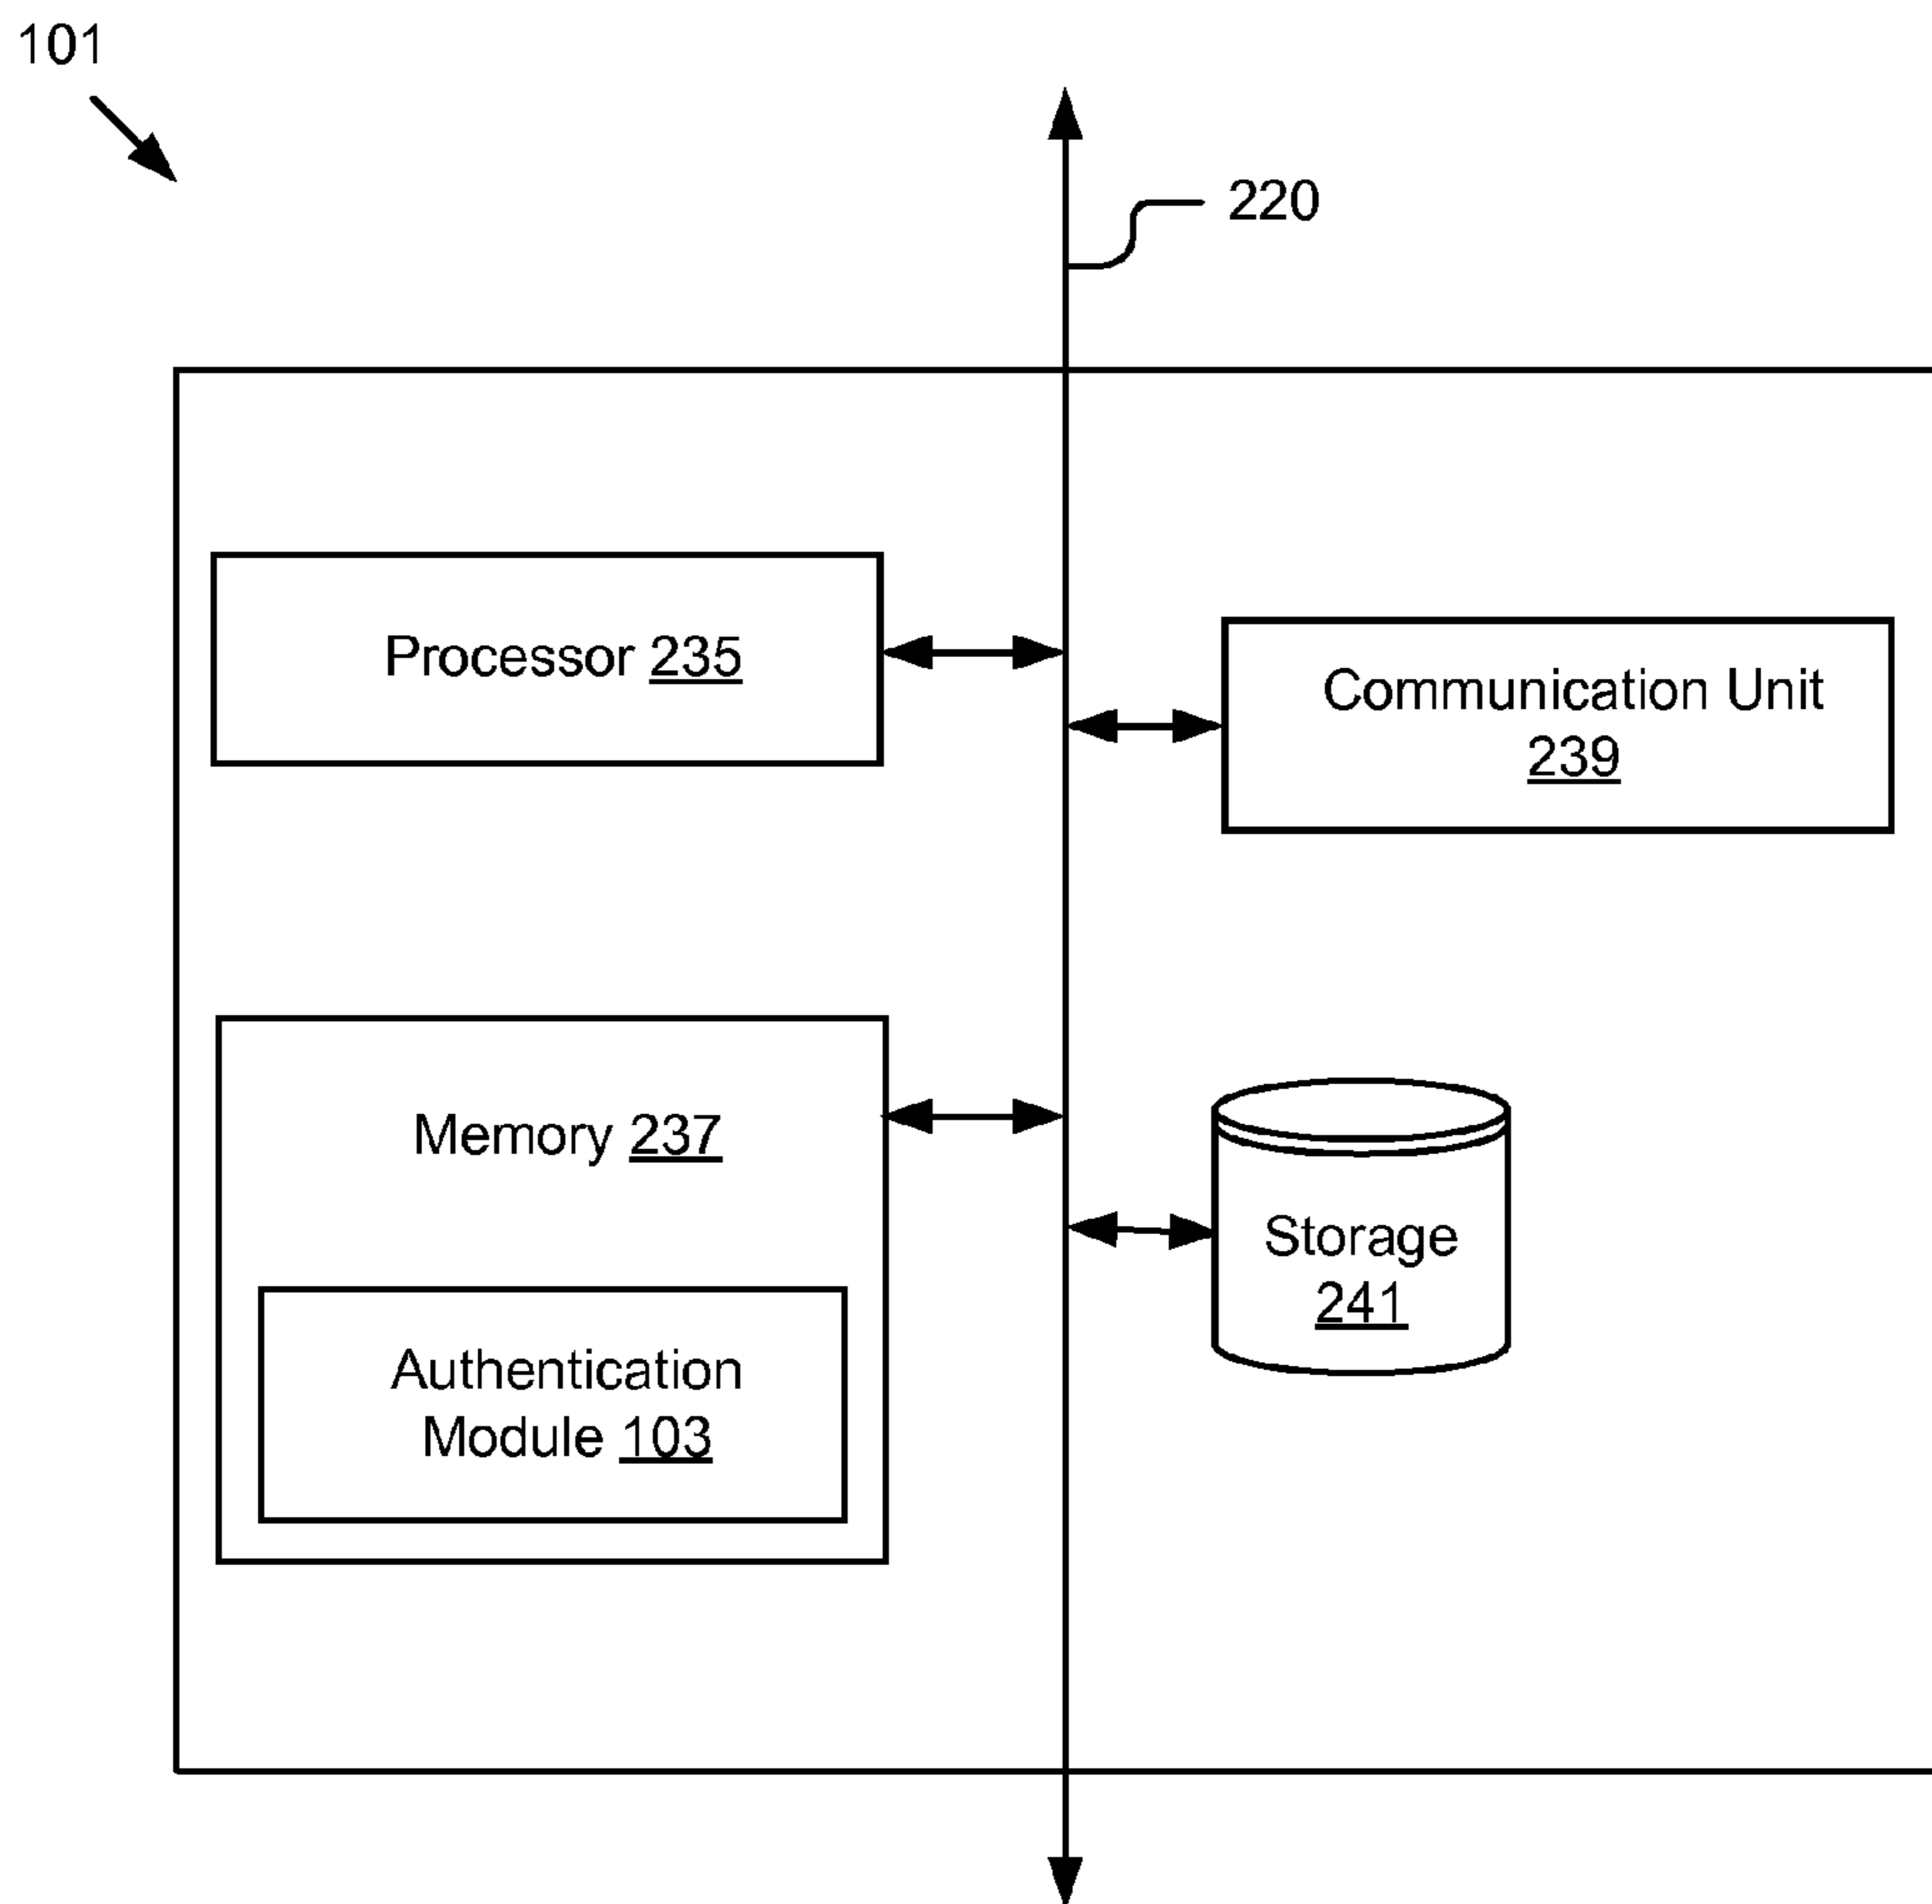 101
220
Processor 235
Communication Unit
239
Memory 237
Storage
241
Authentication
Module 103